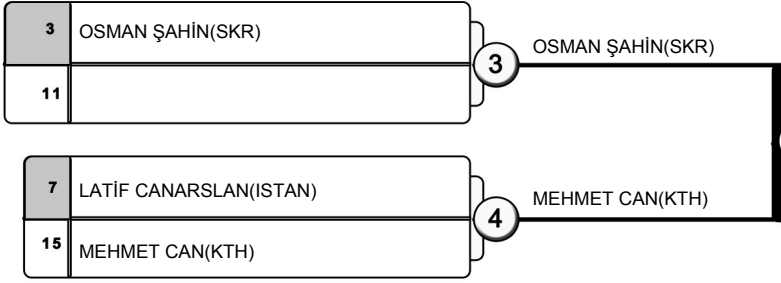 3 OSMAN ŞAHİN(SKR)
3 OSMAN ŞAHİN(SKR)
11
7 LATİF CANARSLAN(ISTAN)
4 MEHMET CAN(KTH)
15 MEHMET CAN(KTH)